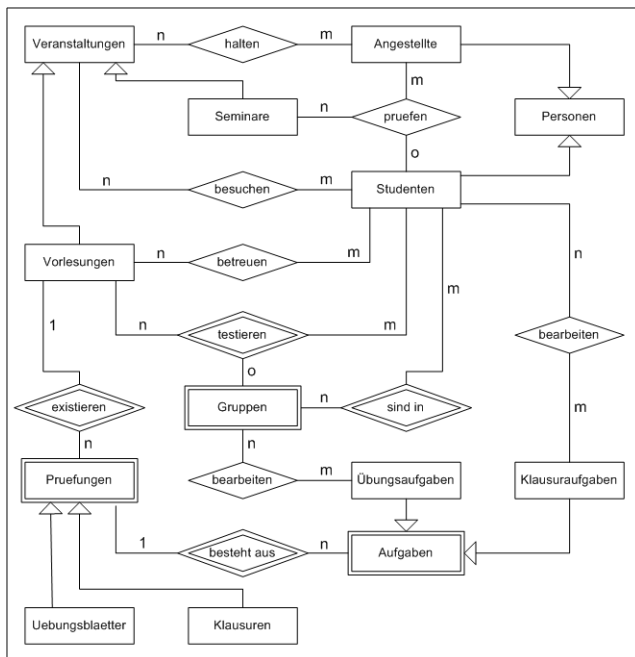 Veranstaltungen n halten m Angestellte
m
Seminare n pruefen Personen
o
n besuchen m Studenten
n
Vorlesungen n betreuen m
m
1 n testieren m bearbeiten
o
existieren Gruppen n sind in
m
n n
Pruefungen bearbeiten m Übungsaufgaben Klausuraufgaben
1 besteht aus n Aufgaben
Uebungsblaetter Klausuren